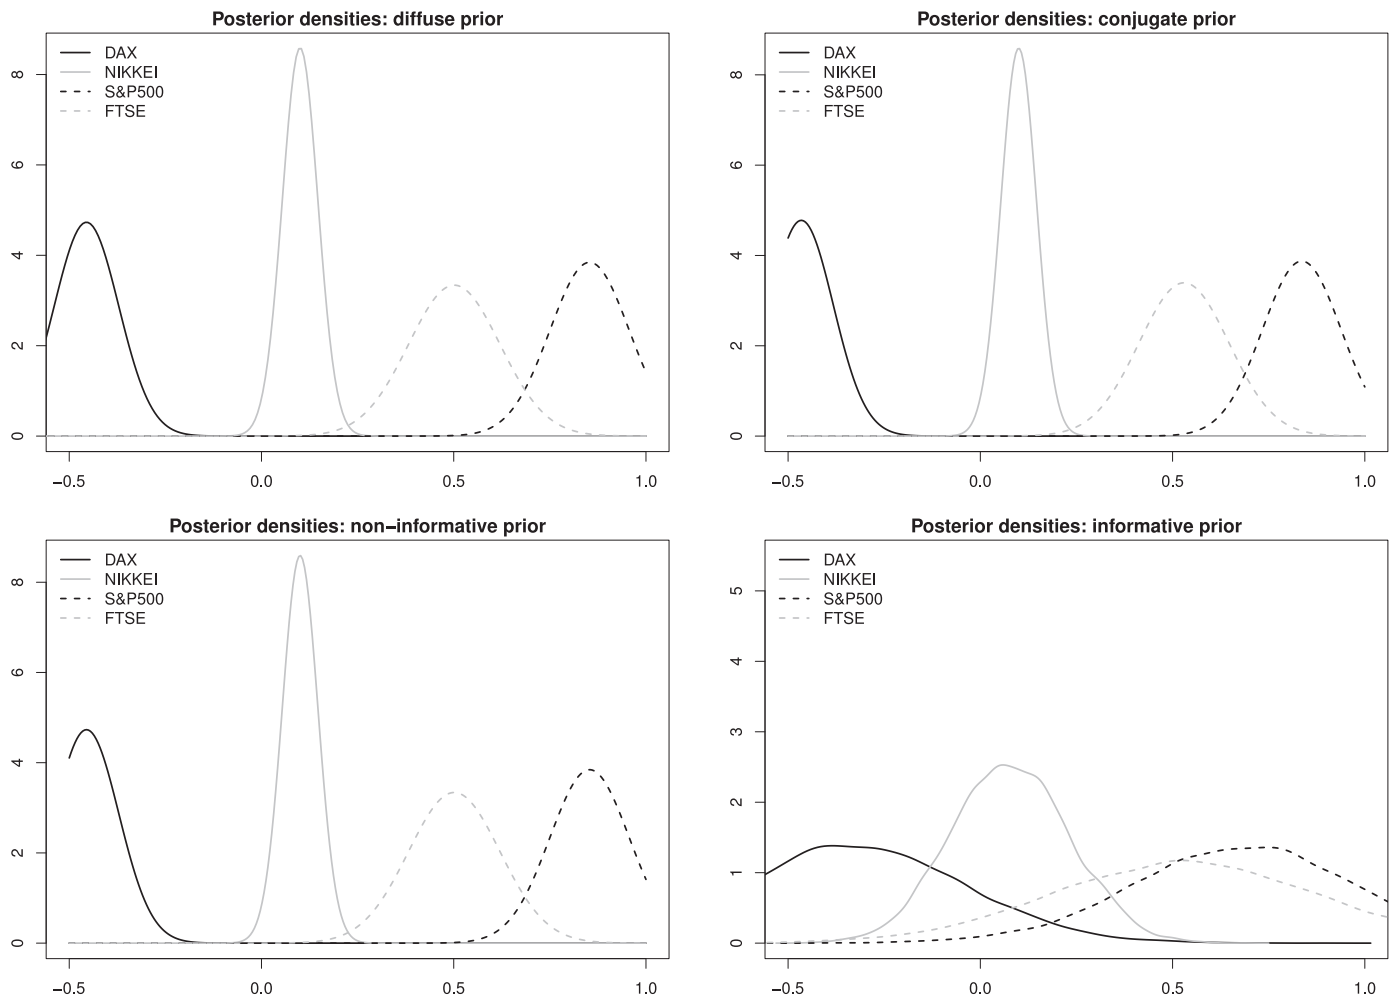 Posterior densities: diffuse prior
DAX
NIKKEI
S&P500
FTSE
8
6
4
2
0
−0.5 0.0 0.5 1.0
Posterior densities: conjugate prior
DAX
NIKKEI
S&P500
FTSE
8
6
4
2
0
−0.5 0.0 0.5 1.0
Posterior densities: non−informative prior
DAX
NIKKEI
S&P500
FTSE
8
6
4
2
0
−0.5 0.0 0.5 1.0
Posterior densities: informative prior
DAX
NIKKEI
S&P500
FTSE
5
4
3
2
1
0
−0.5 0.0 0.5 1.0